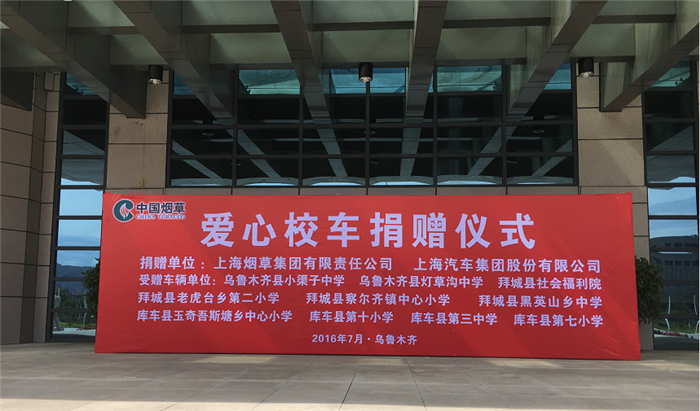 中国烟草
CHINA TOBACCO
爱心校车捐赠仪式
捐赠单位：上海烟草集团有限责任公司 上海汽车集团股份有限公司
受赠车辆单位：乌鲁木齐县小渠子中学 乌鲁木齐县灯草沟中学 拜城县社会福利院
拜城县老虎台乡第二小学 拜城县察尔齐镇中心小学 拜城县黑英山乡中学
库车县玉奇吾斯塘乡中心小学 库车县第十小学 库车县第三中学 库车县第七小学
2016年7月·乌鲁木齐